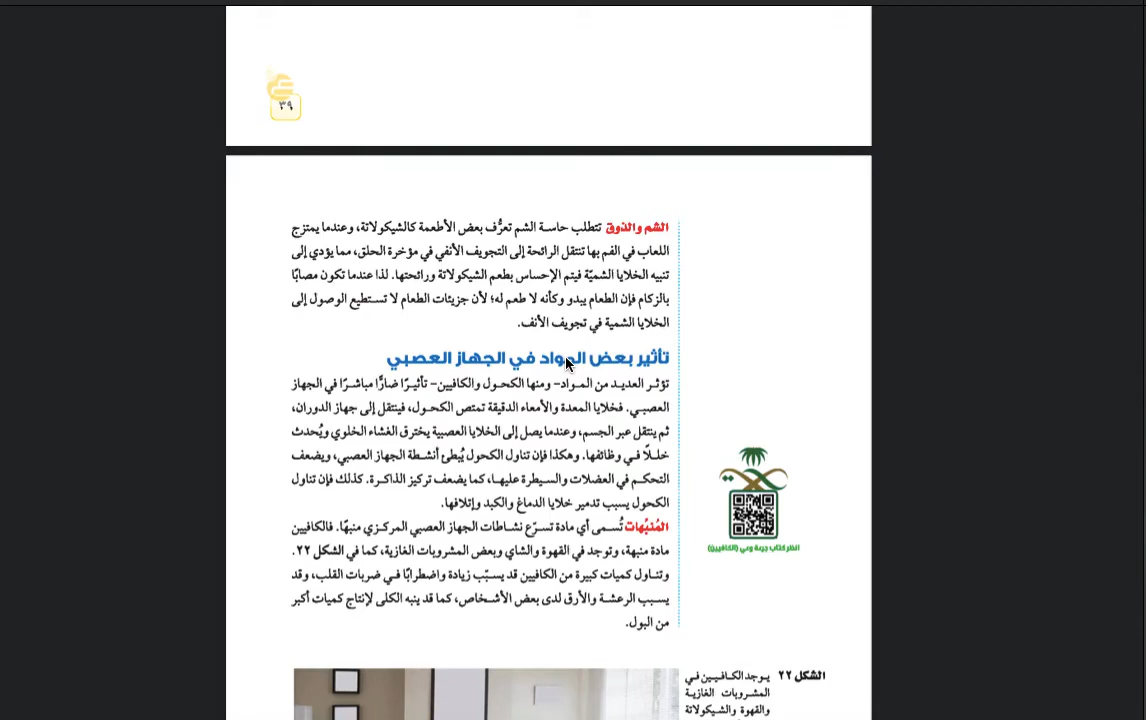 ٣٩
الشم والذوق تتطلب حاسة الشم تعرُّف بعض الأطعمة كالشيكولاتة، وعندما يمتزج
اللعاب في الفم بها تنتقل الرائحة إلى التجويف الأنفي في مؤخرة الحلق، مما يؤدي إلى
تنبيه الخلايا الشميّة فيتم الإحساس بطعم الشيكولاتة ورائحتها. لذا عندما تكون مصابًا
بالزكام فإن الطعام يبدو وكأنه لا طعم له؛ لأن جزيئات الطعام لا تستطيع الوصول إلى
الخلايا الشمية في تجويف الأنف.
تأثير بعض المواد في الجهاز العصبي
تؤثر العديد من المواد- ومنها الكحول والكافيين- تأثيرًا ضارًّا مباشرًا في الجهاز
العصبي. فخلايا المعدة والأمعاء الدقيقة تمتص الكحول، فينتقل إلى جهاز الدوران،
ثم ينتقل عبر الجسم، وعندما يصل إلى الخلايا العصبية يخترق الغشاء الخلوي ويُحدث
خللًا في وظائفها. وهكذا فإن تناول الكحول يُبطئ أنشطة الجهاز العصبي، ويضعف
التحكم في العضلات والسيطرة عليها، كما يضعف تركيز الذاكرة. كذلك فإن تناول
الكحول يسبب تدمير خلايا الدماغ والكبد وإتلافها.
المُنبِّهات تُسمى أي مادة تسرّع نشاطات الجهاز العصبي المركزي منبهًا. فالكافيين
مادة منبهة، وتوجد في القهوة والشاي وبعض المشروبات الغازية، كما في الشكل ٢٢.
وتناول كميات كبيرة من الكافيين قد يسبّب زيادة واضطرابًا في ضربات القلب، وقد
يسبب الرعشة والأرق لدى بعض الأشخاص، كما قد ينبه الكلى لإنتاج كميات أكبر
من البول.
انظر كتاب جرعة وعي (الكافيين)
الشكل ٢٢ يوجد الكافيين في
المشروبات الغازية
والقهوة والشيكولاتة